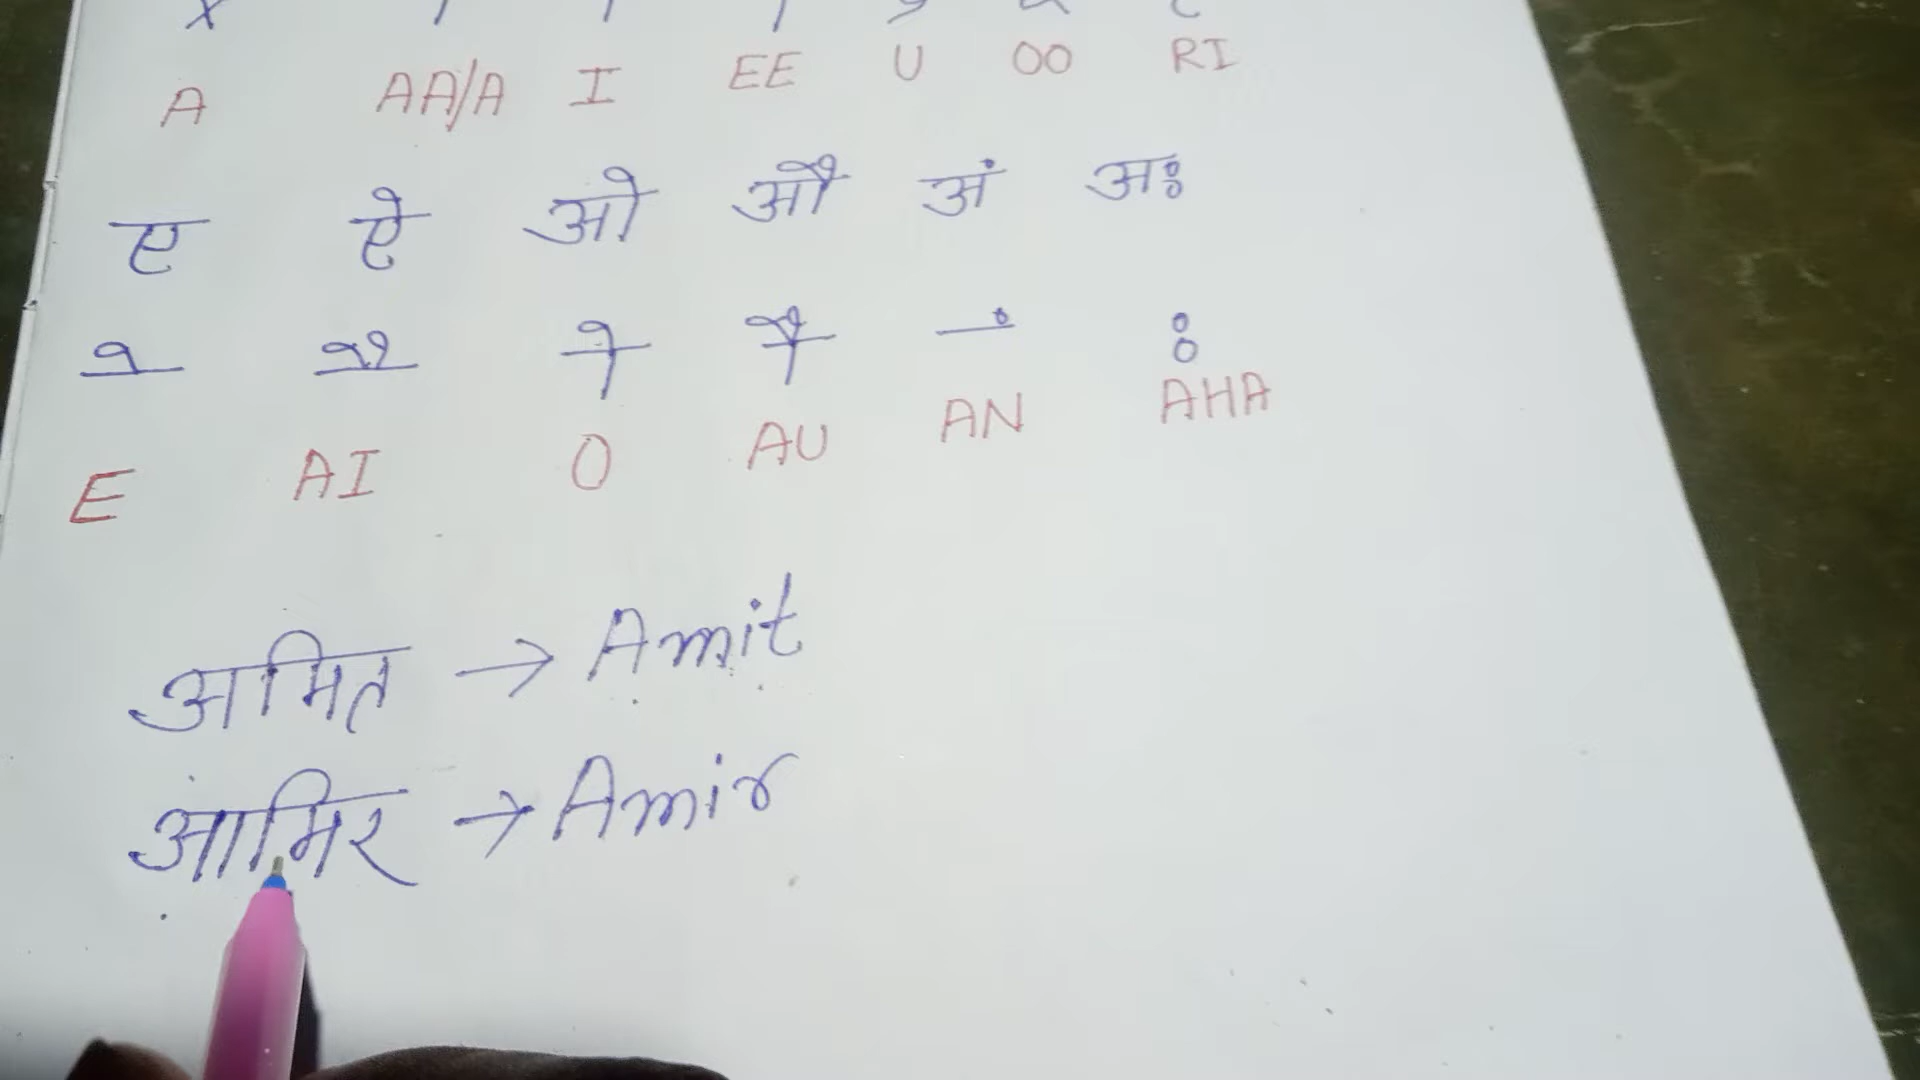 A AA/A I EE U OO RI
ए ऐ ओ औ अं अः
े ै ो ौ ं ः
E AI O AU AN AHA
अमित → Amit
आमिर → Amir